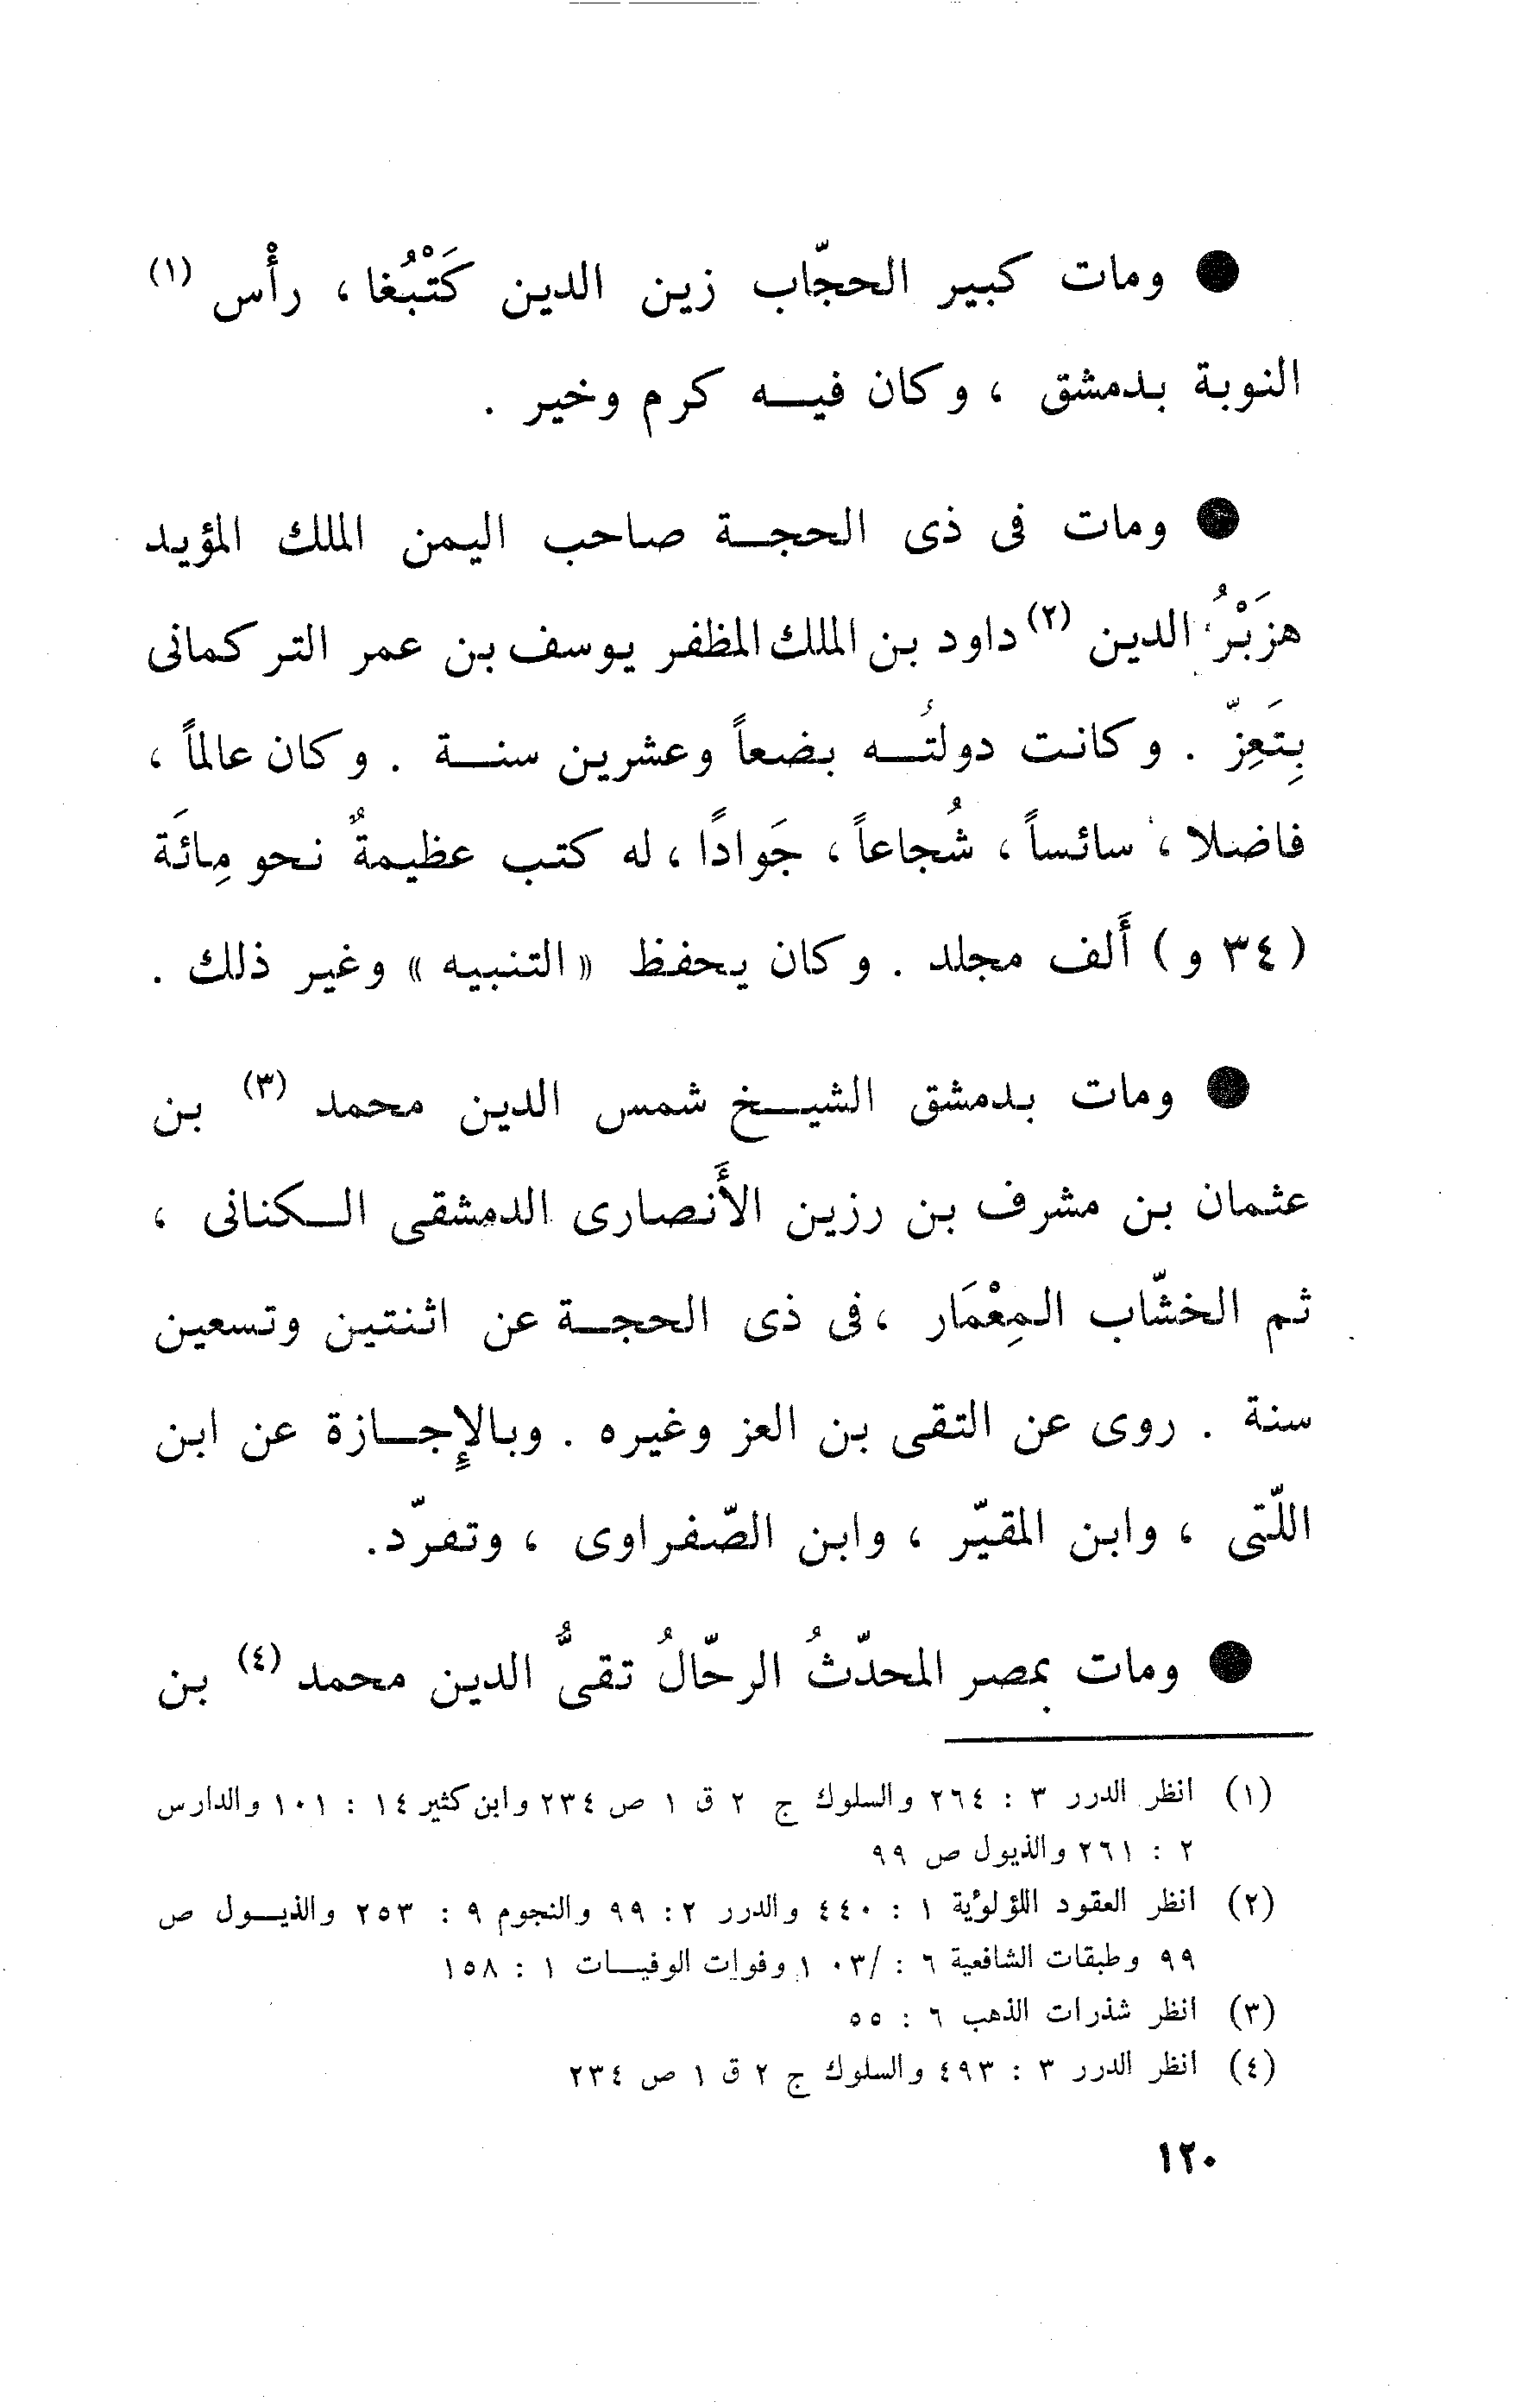 ● ومات كبير الحجّاب زين الدين كَتْبُغا، رأْس (١)
النوبة بدمشق ، وكان فيه كرم وخير .
● ومات فى ذى الحجة صاحب اليمن الملك المؤيد
هزَبْرُ الدين (٢) داود بن الملك المظفر يوسف بن عمر التركمانى
بِتَعِزّ . وكانت دولتُه بضعاً وعشرين سنة . وكان عالماً ،
فاضلا ، سائساً ، شُجاعاً ، جَوادًا ، له كتب عظيمةٌ نحو مِائَة
( ٣٤ و ) أَلف مجلد . وكان يحفظ « التنبيه » وغير ذلك .
● ومات بدمشق الشيخ شمس الدين محمد (٣) بن
عثمان بن مشرف بن رزين الأَنصارى الدمشقى الكنانى ،
ثم الخشّاب المِعْمَار ، فى ذى الحجة عن اثنتين وتسعين
سنة . روى عن التقى بن العز وغيره . وبالإِجازة عن ابن
اللّتى ، وابن المقيّر ، وابن الصّفراوى ، وتفرّد.
● ومات بمصر المحدّثُ الرحّالُ تقىُّ الدين محمد (٤) بن
(١) انظر الدرر ٣ : ٢٦٤ والسلوك ج ٢ ق ١ ص ٢٣٤ وابن كثير ١٤ : ١٠١ والدارس
٢ : ٢٦١ والذيول ص ٩٩
(٢) انظر العقود اللؤلؤية ١ : ٤٤٠ والدرر ٢ : ٩٩ والنجوم ٩ : ٢٥٣ والذيول ص
٩٩ وطبقات الشافعية ٦ : /١٠٣ وفوات الوفيات ١ : ١٥٨
(٣) انظر شذرات الذهب ٦ : ٥٥
(٤) انظر الدرر ٣ : ٤٩٣ والسلوك ج ٢ ق ١ ص ٢٣٤
١٢٠